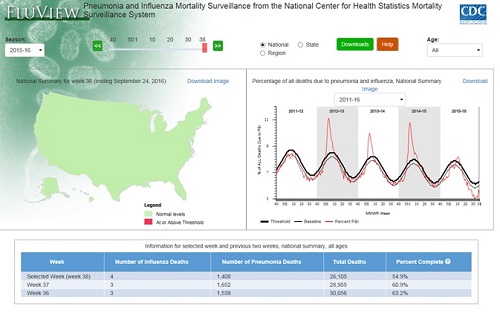 FLUVIEW
Pneumonia and Influenza Mortality Surveillance from the National Center for Health Statistics Mortality
Surveillance System
CDC
Season:
2015-16
40 50 1 10 20 30 38
National State
Region
Downloads Help
Age:
All
National Summary for week 38 (ending September 24, 2016) Download Image
Legend
Normal levels
At or Above Threshold
Percentage of all deaths due to pneumonia and influenza, National Summary Download
Image
2011-16
2011-12 2012-13 2013-14 2014-15 2015-16
% of ALL Deaths Due to P&I
MMWR Week
Threshold Baseline Percent P&I
Information for selected week and previous two weeks, national summary, all ages
Week Number of Influenza Deaths Number of Pneumonia Deaths Total Deaths Percent Complete
Selected Week (week 38) 4 26,105 54.9%
Week 37 3 1,652 28,955 60.9%
Week 36 3 30,056 63.2%